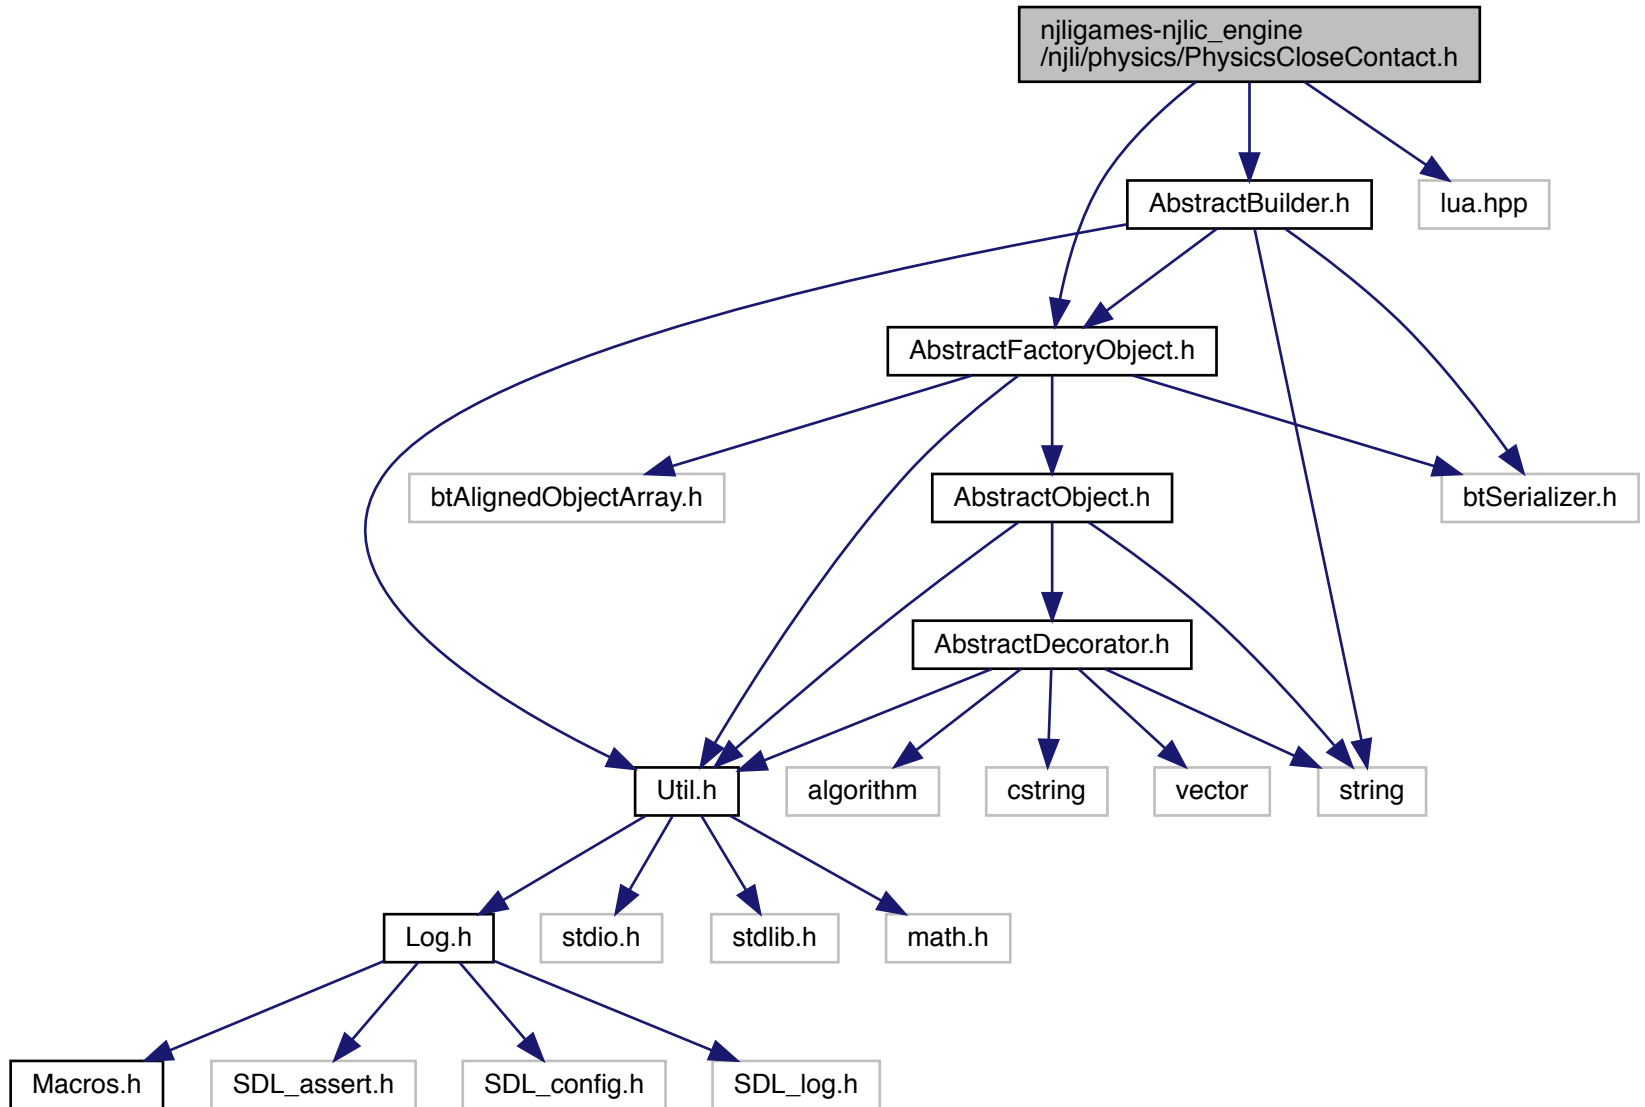 njligames-njlic_engine
/njli/physics/PhysicsCloseContact.h
AbstractBuilder.h
lua.hpp
AbstractFactoryObject.h
btAlignedObjectArray.h
AbstractObject.h
btSerializer.h
AbstractDecorator.h
Util.h
algorithm
cstring
vector
string
Log.h
stdio.h
stdlib.h
math.h
Macros.h
SDL_assert.h
SDL_config.h
SDL_log.h